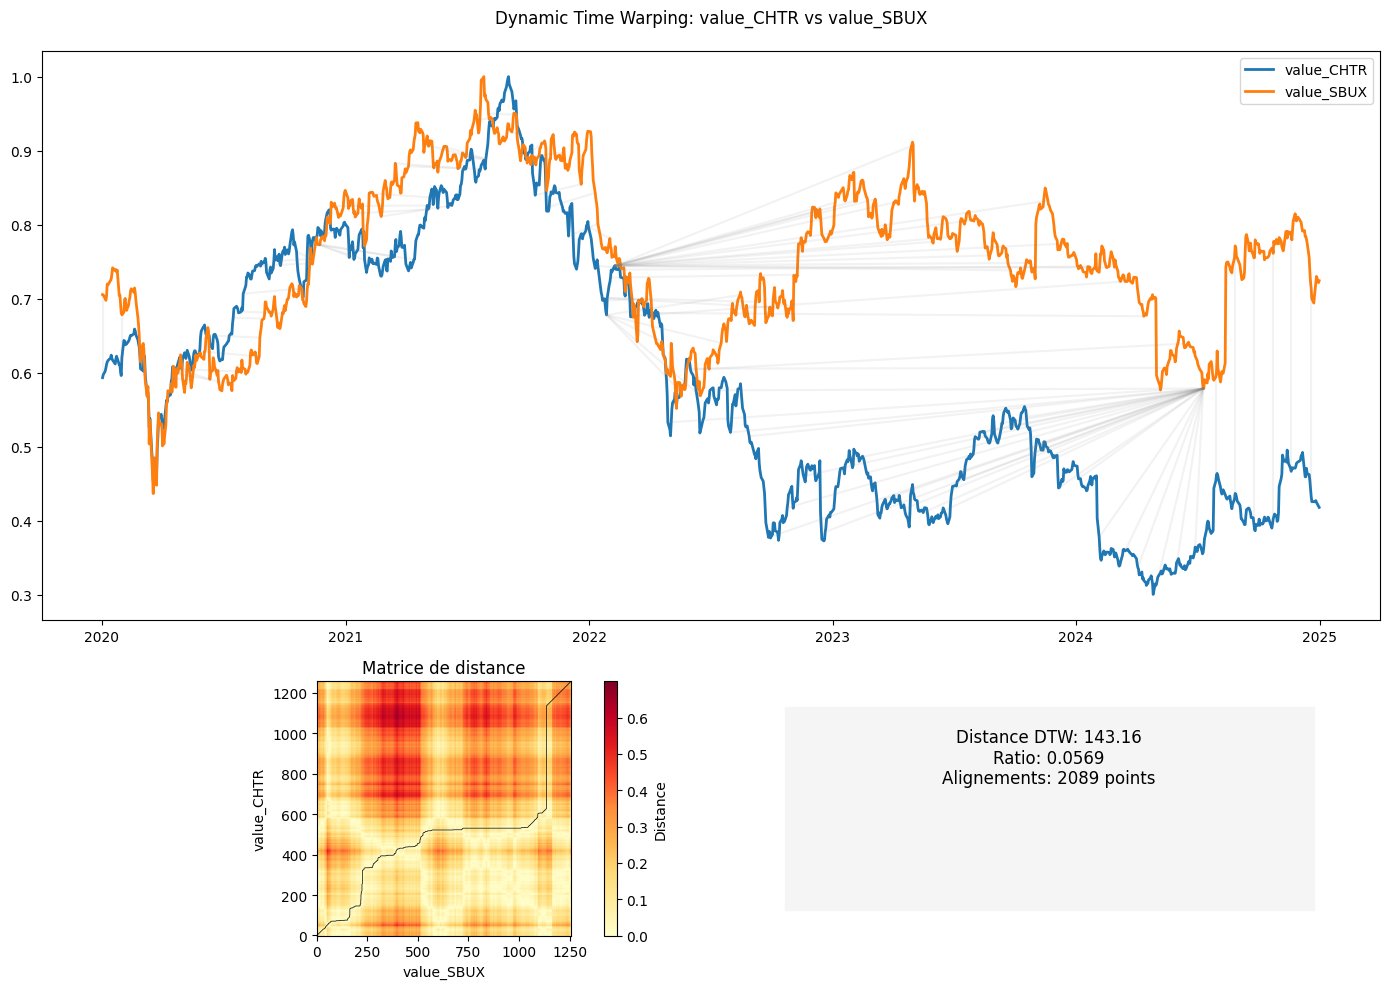 Dynamic Time Warping: value_CHTR vs value_SBUX
value_CHTR
value_SBUX
1.0
0.9
0.8
0.7
0.6
0.5
0.4
0.3
2020 2021 2022 2023 2024 2025
Matrice de distance
value_CHTR
1200
1000
800
600
400
200
0
0 250 500 750 1000 1250
value_SBUX
0.6
0.5
0.4
0.3
0.2
0.1
0.0
Distance
Distance DTW: 143.16
Ratio: 0.0569
Alignements: 2089 points